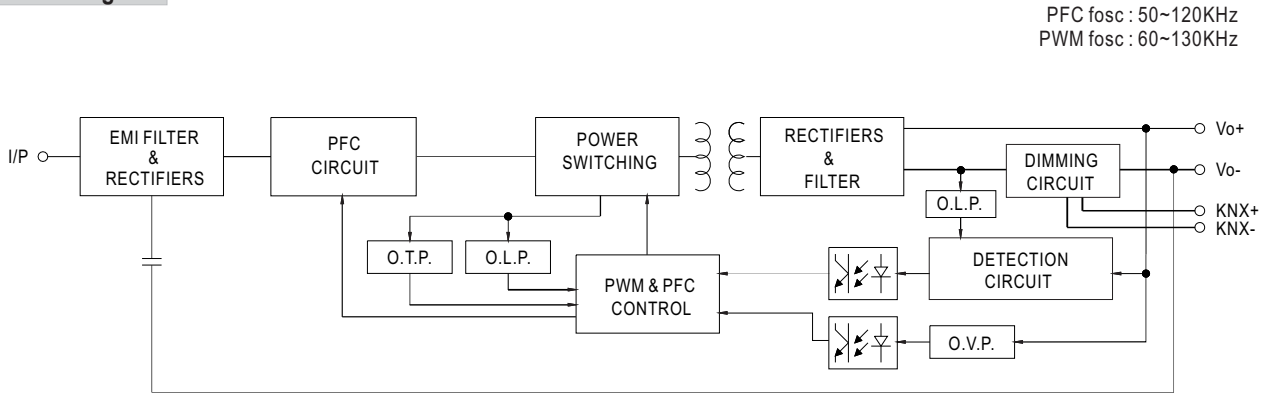 PFC fosc : 50~120KHz
PWM fosc : 60~130KHz
I/P
EMI FILTER
&
RECTIFIERS
PFC
CIRCUIT
POWER
SWITCHING
RECTIFIERS
&
FILTER
DIMMING
CIRCUIT
Vo+
Vo-
KNX+
KNX-
O.L.P.
O.T.P.
O.L.P.
PWM & PFC
CONTROL
DETECTION
CIRCUIT
O.V.P.